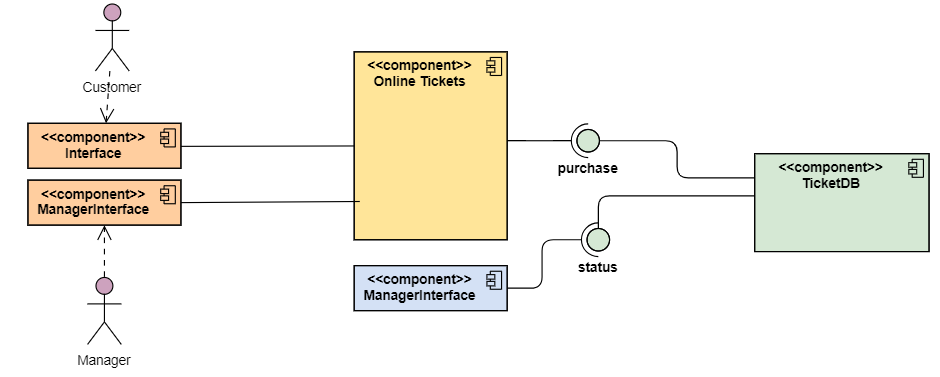 Customer
<<component>>
Interface
<<component>>
ManagerInterface
Manager
<<component>>
Online Tickets
<<component>>
ManagerInterface
purchase
status
<<component>>
TicketDB